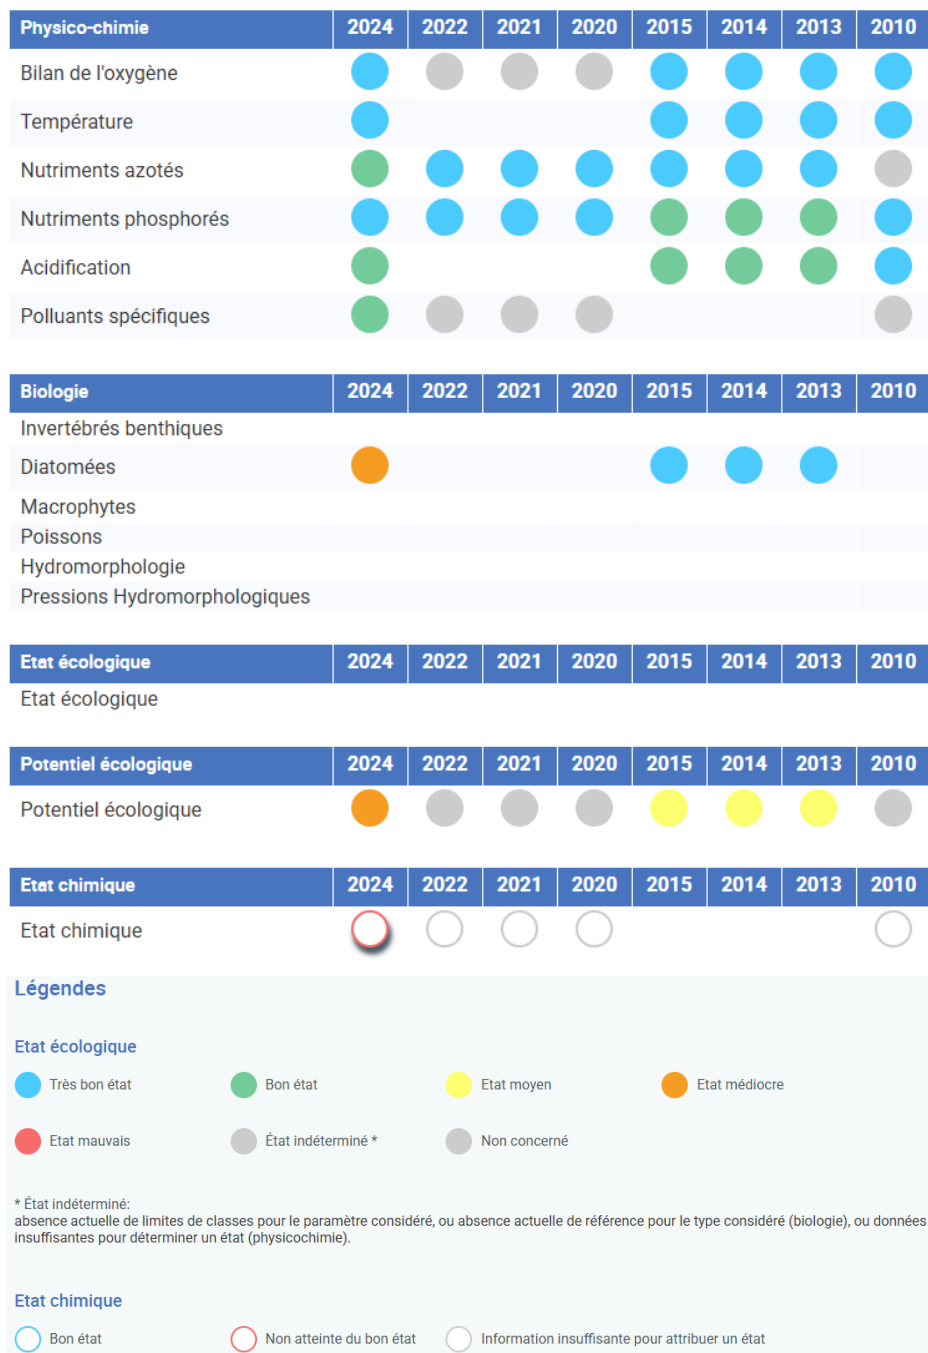 Physico-chimie 2024 2022 2021 2020 2015 2014 2013 2010
Bilan de l'oxygène
Température
Nutriments azotés
Nutriments phosphorés
Acidification
Polluants spécifiques
Biologie 2024 2022 2021 2020 2015 2014 2013 2010
Invertébrés benthiques
Diatomées
Macrophytes
Poissons
Hydromorphologie
Pressions Hydromorphologiques
Etat écologique 2024 2022 2021 2020 2015 2014 2013 2010
Etat écologique
Potentiel écologique 2024 2022 2021 2020 2015 2014 2013 2010
Potentiel écologique
Etat chimique 2024 2022 2021 2020 2015 2014 2013 2010
Etat chimique
Légendes
Etat écologique
Très bon état Bon état Etat moyen Etat médiocre
Etat mauvais État indéterminé * Non concerné
* État indéterminé:
absence actuelle de limites de classes pour le paramètre considéré, ou absence actuelle de référence pour le type considéré (biologie), ou données
insuffisantes pour déterminer un état (physicochimie).
Etat chimique
Bon état Non atteinte du bon état Information insuffisante pour attribuer un état